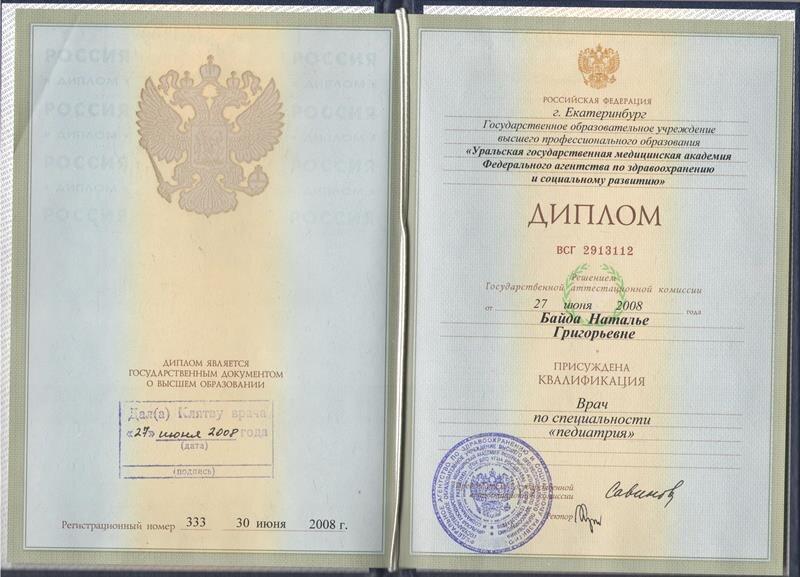 РОССИЯ
ДИПЛОМ
ДИПЛОМ ЯВЛЯЕТСЯ
ГОСУДАРСТВЕННЫМ ДОКУМЕНТОМ
О ВЫСШЕМ ОБРАЗОВАНИИ
Дал(а) Клятву врача
«27» июня 2008 года
(дата)
(подпись)
Регистрационный номер 333 30 июня 2008 г.
РОССИЙСКАЯ ФЕДЕРАЦИЯ
г. Екатеринбург
Государственное образовательное учреждение
высшего профессионального образования
«Уральская государственная медицинская академия
Федерального агентства по здравоохранению
и социальному развитию»
ДИПЛОМ
ВСГ 2913112
Решением
Государственной аттестационной комиссии
от 27 июня 2008 года
Байда Наталье
Григорьевне
ПРИСУЖДЕНА
КВАЛИФИКАЦИЯ
Врач
по специальности
«педиатрия»